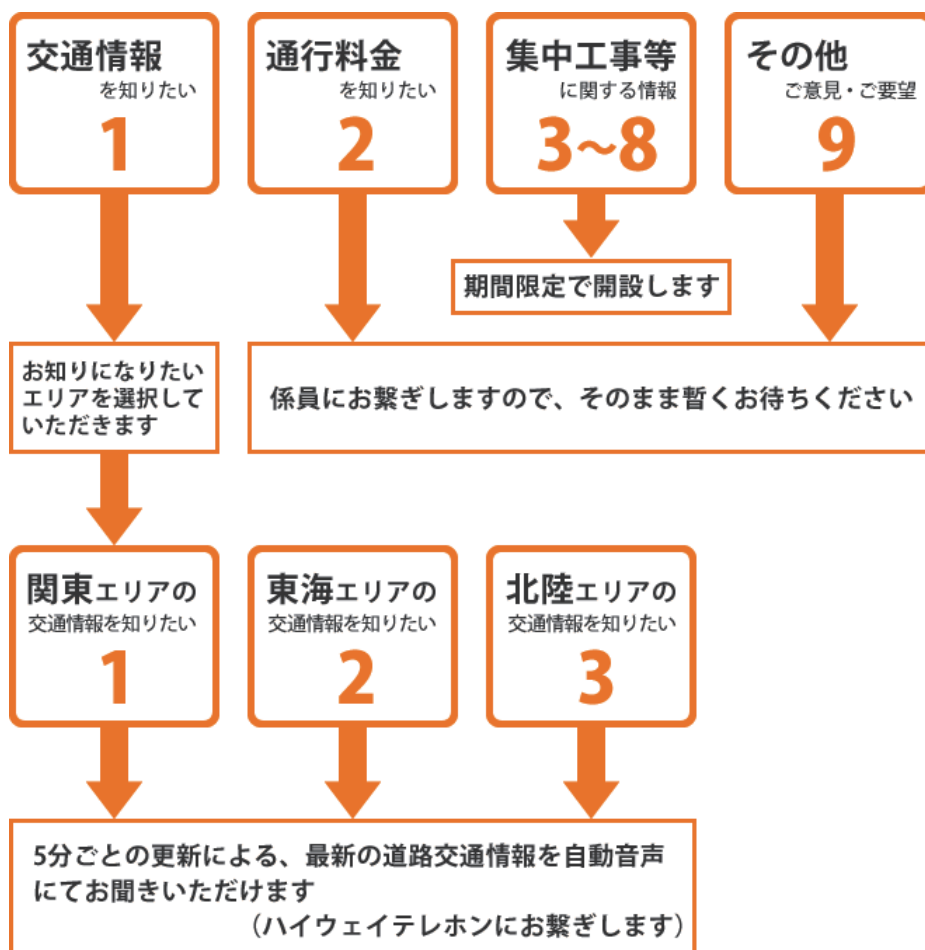 交通情報
を知りたい
1
通行料金
を知りたい
2
集中工事等
に関する情報
3~8
その他
ご意見・ご要望
9
期間限定で開設します
お知りになりたい
エリアを選択して
いただきます
係員にお繋ぎしますので、そのまま暫くお待ちください
関東エリアの
交通情報を知りたい
1
東海エリアの
交通情報を知りたい
2
北陸エリアの
交通情報を知りたい
3
5分ごとの更新による、最新の道路交通情報を自動音声
にてお聞きいただけます
(ハイウェイテレホンにお繋ぎします)